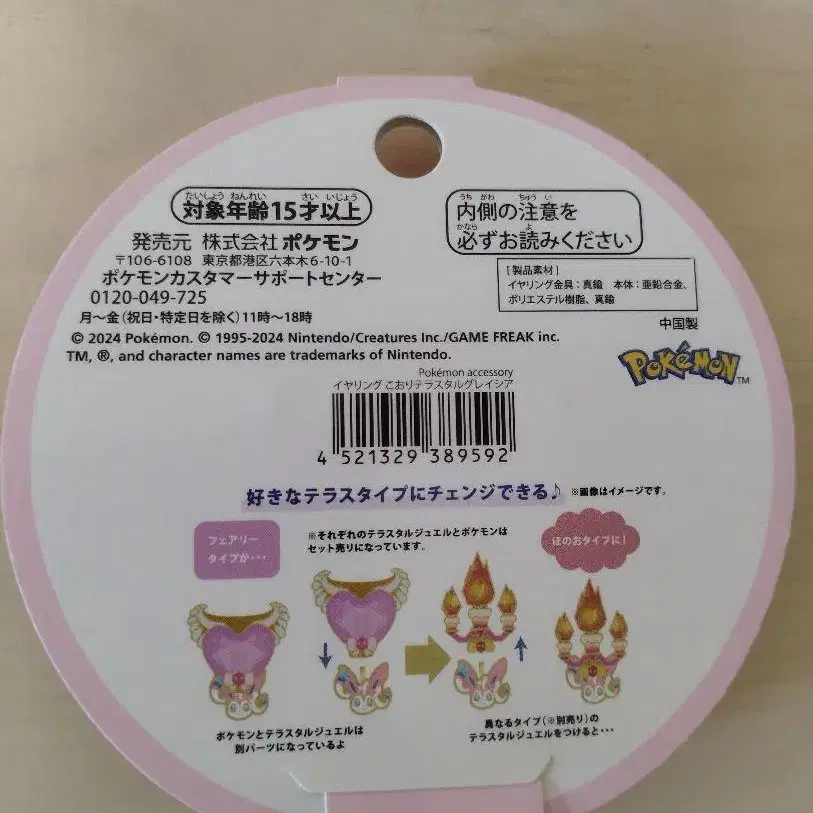 たいしょう ねんれい さい いじょう
対象年齢15才以上
発売元 株式会社ポケモン
〒106-6108 東京都港区六本木6-10-1
ポケモンカスタマーサポートセンター
0120-049-725
月～金(祝日・特定日を除く)11時～18時
うち がわ ちゅう い
内側の注意を
かなら よ
必ずお読みください
[製品素材]
イヤリング金具：真鍮 本体：亜鉛合金、
ポリエステル樹脂、真鍮
中国製
© 2024 Pokémon. © 1995-2024 Nintendo/Creatures Inc./GAME FREAK inc.
TM, ®, and character names are trademarks of Nintendo.
POKéMON TM
Pokémon accessory
イヤリング こおりテラスタルグレイシア
4 521329 389592
好きなテラスタイプにチェンジできる♪ ※画像はイメージです。
フェアリー
タイプが・・・
※それぞれのテラスタルジュエルとポケモンは
セット売りになっています。
ほのおタイプに！
ポケモンとテラスタルジュエルは
別パーツになっているよ
異なるタイプ(※別売り)の
テラスタルジュエルをつけると・・・